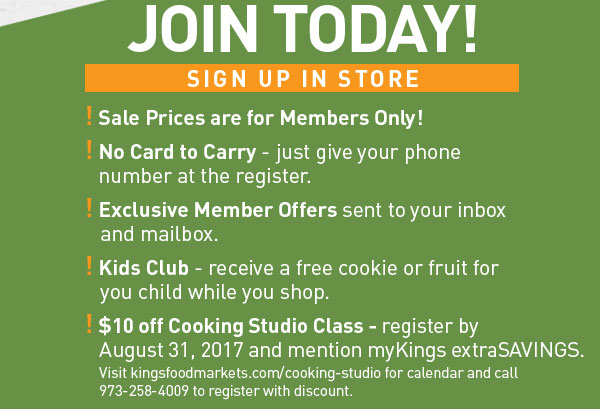 JOIN TODAY!
SIGN UP IN STORE
! Sale Prices are for Members Only!
! No Card to Carry - just give your phone
number at the register.
! Exclusive Member Offers sent to your inbox
and mailbox.
! Kids Club - receive a free cookie or fruit for
you child while you shop.
! $10 off Cooking Studio Class - register by
August 31, 2017 and mention myKings extraSAVINGS.
Visit kingsfoodmarkets.com/cooking-studio for calendar and call
973-258-4009 to register with discount.